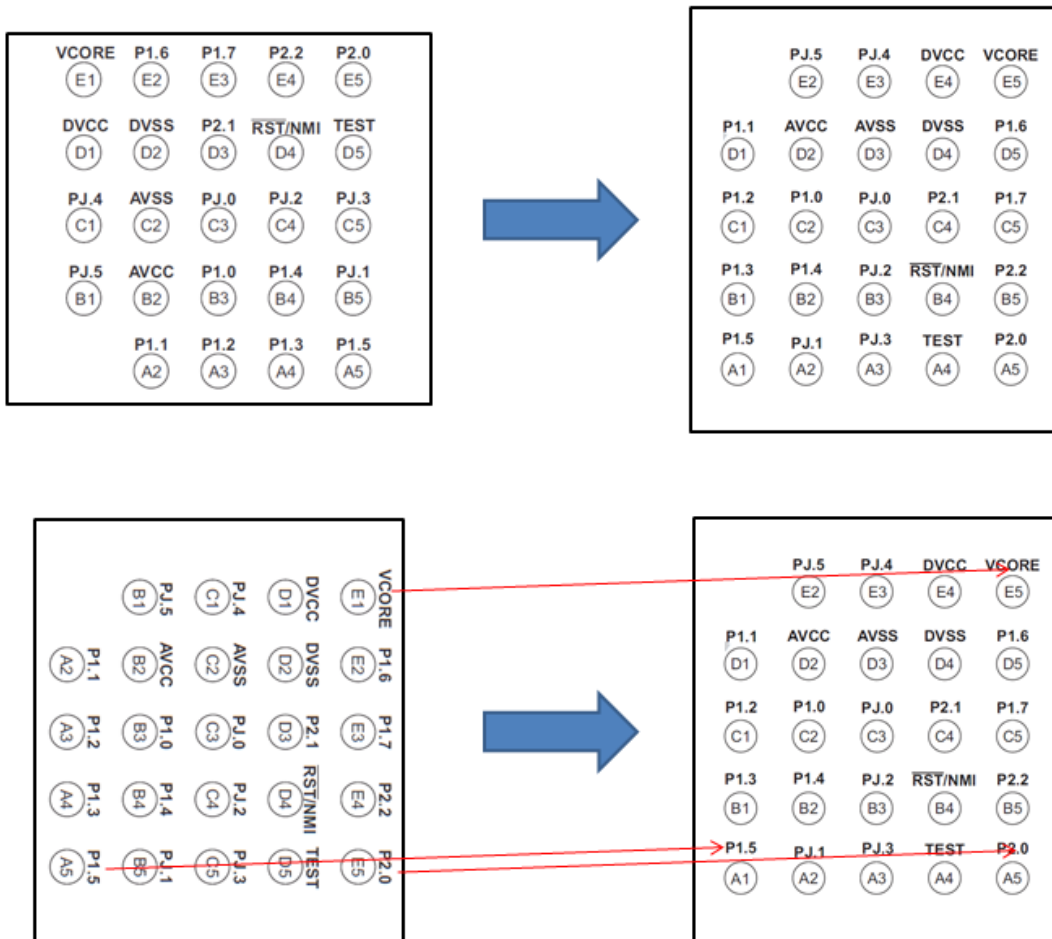 VCORE P1.6 P1.7 P2.2 P2.0
E1 E2 E3 E4 E5
DVCC DVSS P2.1 RST/NMI TEST
D1 D2 D3 D4 D5
PJ.4 AVSS PJ.0 PJ.2 PJ.3
C1 C2 C3 C4 C5
PJ.5 AVCC P1.0 P1.4 PJ.1
B1 B2 B3 B4 B5
P1.1 P1.2 P1.3 P1.5
A2 A3 A4 A5
PJ.5 PJ.4 DVCC VCORE
E2 E3 E4 E5
P1.1 AVCC AVSS DVSS P1.6
D1 D2 D3 D4 D5
P1.2 P1.0 PJ.0 P2.1 P1.7
C1 C2 C3 C4 C5
P1.3 P1.4 PJ.2 RST/NMI P2.2
B1 B2 B3 B4 B5
P1.5 PJ.1 PJ.3 TEST P2.0
A1 A2 A3 A4 A5
VCORE P1.6 P1.7 P2.2 P2.0
E1 E2 E3 E4 E5
DVCC DVSS P2.1 RST/NMI TEST
D1 D2 D3 D4 D5
PJ.4 AVSS PJ.0 PJ.2 PJ.3
C1 C2 C3 C4 C5
PJ.5 AVCC P1.0 P1.4 PJ.1
B1 B2 B3 B4 B5
P1.1 P1.2 P1.3 P1.5
A2 A3 A4 A5
PJ.5 PJ.4 DVCC VCORE
E2 E3 E4 E5
P1.1 AVCC AVSS DVSS P1.6
D1 D2 D3 D4 D5
P1.2 P1.0 PJ.0 P2.1 P1.7
C1 C2 C3 C4 C5
P1.3 P1.4 PJ.2 RST/NMI P2.2
B1 B2 B3 B4 B5
P1.5 PJ.1 PJ.3 TEST P2.0
A1 A2 A3 A4 A5